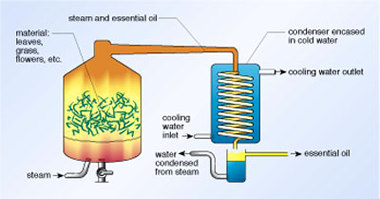 steam and essential oil
material:
leaves,
grass,
flowers, etc.
condenser encased
in cold water
cooling water outlet
cooling
water
inlet
water
condensed
from steam
essential oil
steam